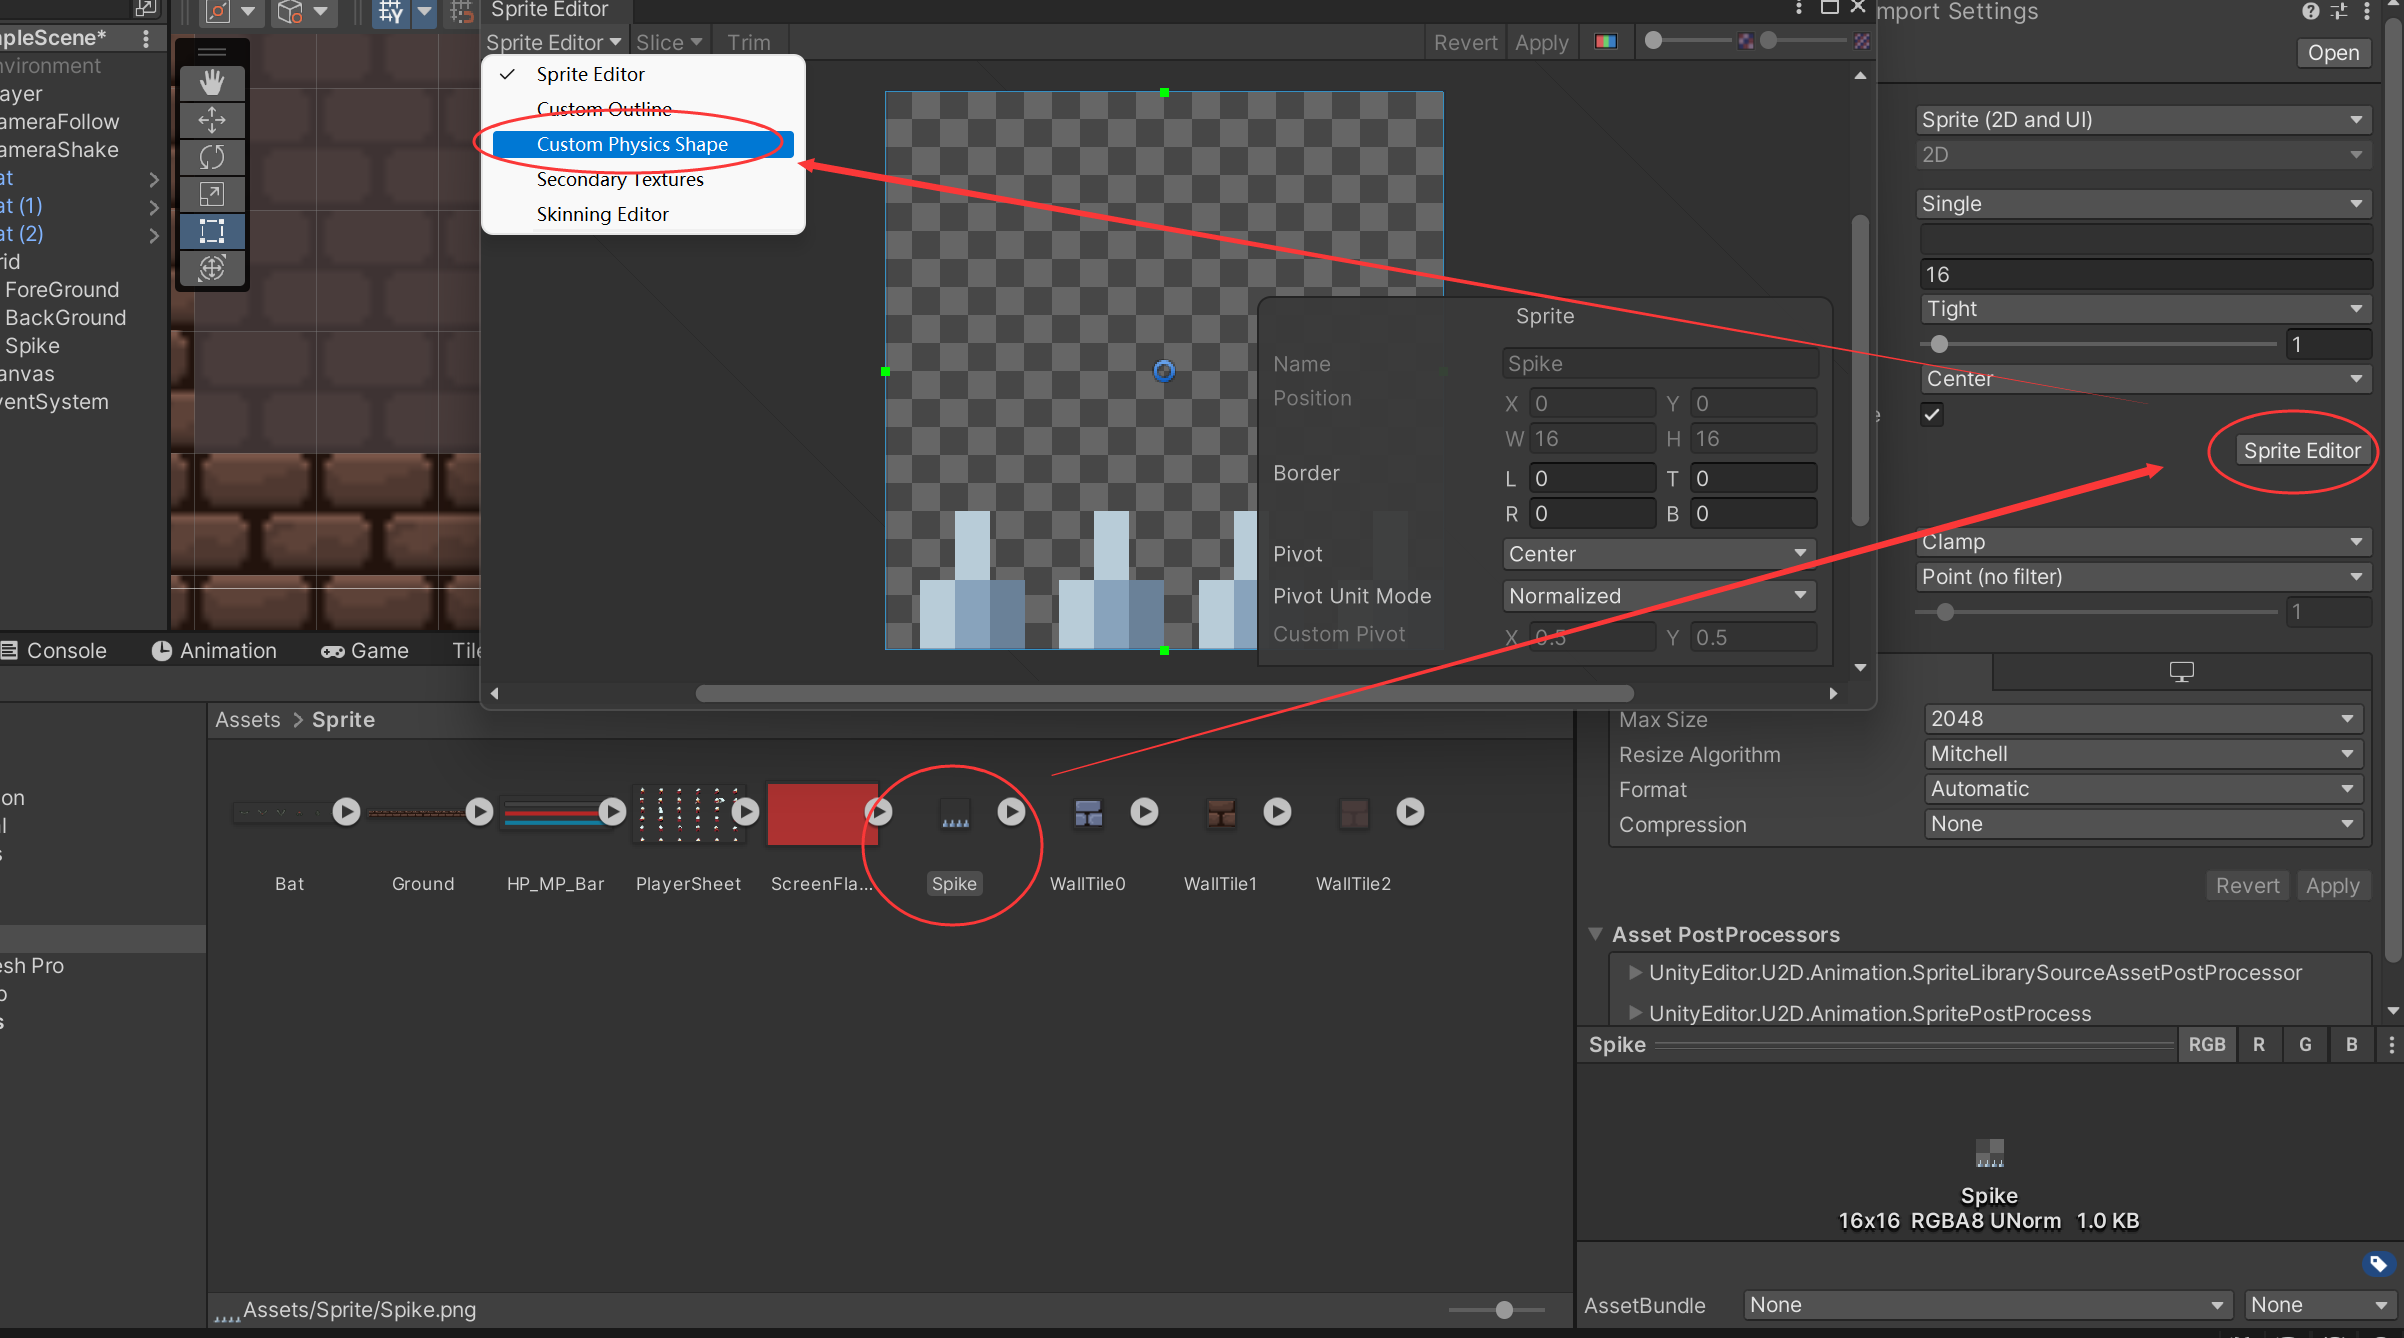 Sprite Editor
Import Settings
pleScene*
Sprite Editor
Slice
Trim
Revert
Apply
Open
nvironment
ayer
ameraFollow
ameraShake
at
at (1)
at (2)
rid
ForeGround
BackGround
Spike
anvas
ventSystem
Sprite Editor
Custom Outline
Custom Physics Shape
Secondary Textures
Skinning Editor
Sprite
Name
Spike
Position
X 0
Y 0
W 16
H 16
Border
L 0
T 0
R 0
B 0
Pivot
Center
Pivot Unit Mode
Normalized
Custom Pivot
X 0.5
Y 0.5
Sprite (2D and UI)
2D
Single
16
Tight
1
Center
Sprite Editor
Clamp
Point (no filter)
1
Console
Animation
Game
Tile
Assets > Sprite
on
l
s
esh Pro
o
s
Bat
Ground
HP_MP_Bar
PlayerSheet
ScreenFla...
Spike
WallTile0
WallTile1
WallTile2
Assets/Sprite/Spike.png
Max Size
2048
Resize Algorithm
Mitchell
Format
Automatic
Compression
None
Revert
Apply
Asset PostProcessors
UnityEditor.U2D.Animation.SpriteLibrarySourceAssetPostProcessor
UnityEditor.U2D.Animation.SpritePostProcess
Spike
RGB
R
G
B
Spike
16x16 RGBA8 UNorm 1.0 KB
AssetBundle
None
None